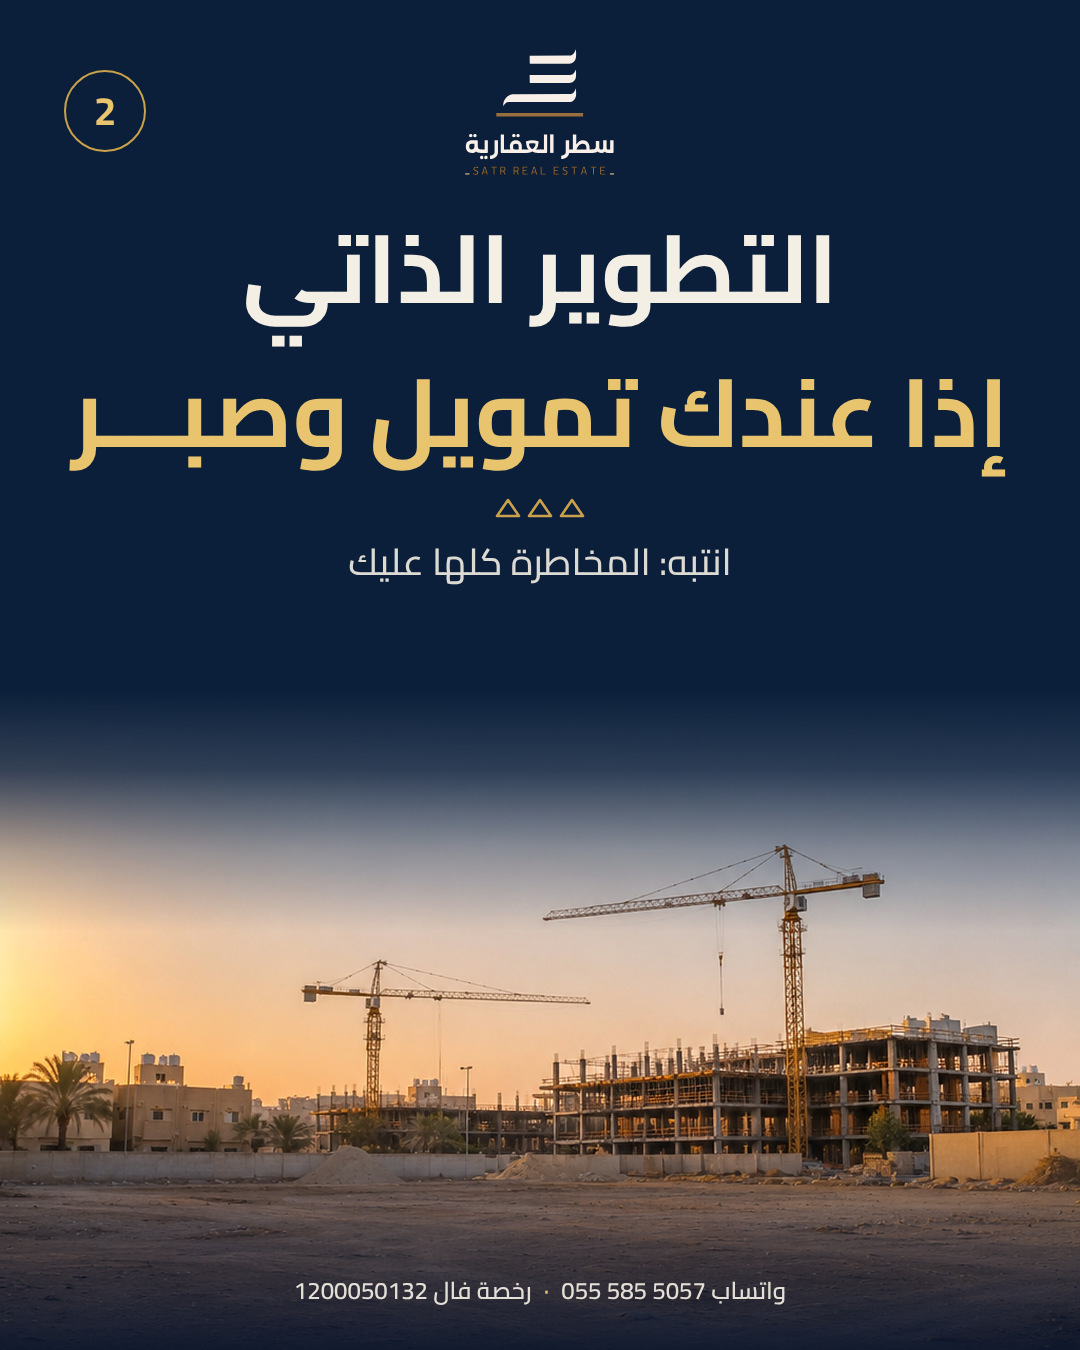 2
سطر العقارية
SATR REAL ESTATE
التطوير الذاتي
إذا عندك تمويل وصبـــر
انتبه: المخاطرة كلها عليك
واتساب 055 585 5057 · رخصة فال 1200050132